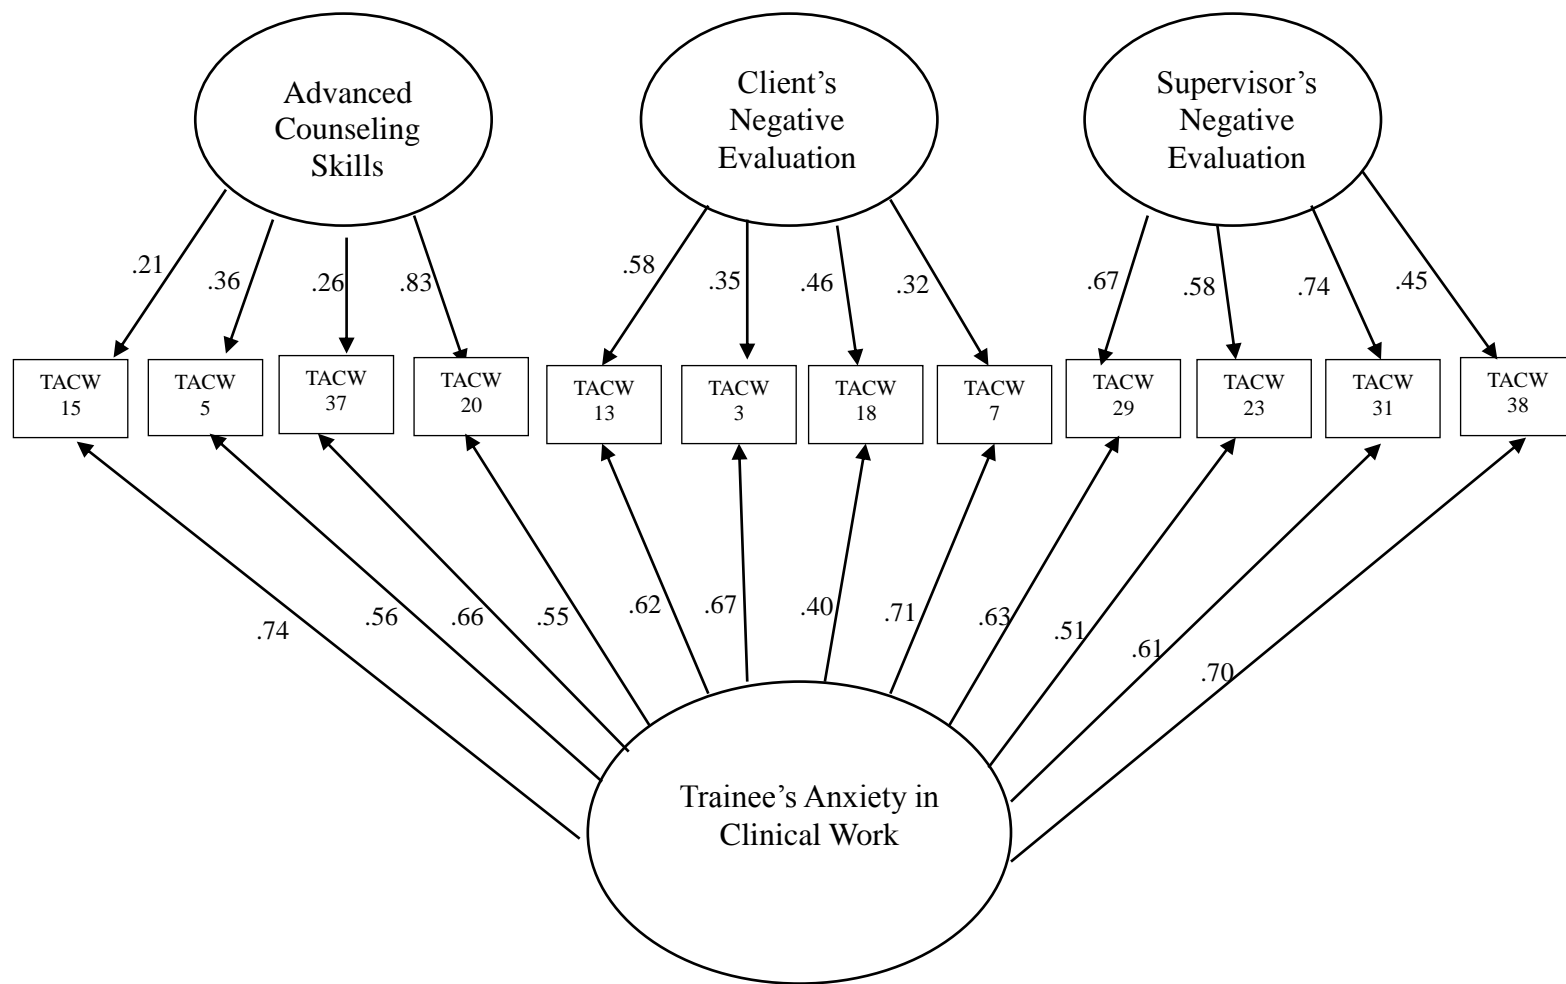 Advanced
Counseling
Skills
Client’s
Negative
Evaluation
Supervisor’s
Negative
Evaluation
.21
.36
.26
.83
.58
.35
.46
.32
.67
.58
.74
.45
TACW
15
TACW
5
TACW
37
TACW
20
TACW
13
TACW
3
TACW
18
TACW
7
TACW
29
TACW
23
TACW
31
TACW
38
.74
.56
.66
.55
.62
.67
.40
.71
.63
.51
.61
.70
Trainee’s Anxiety in
Clinical Work